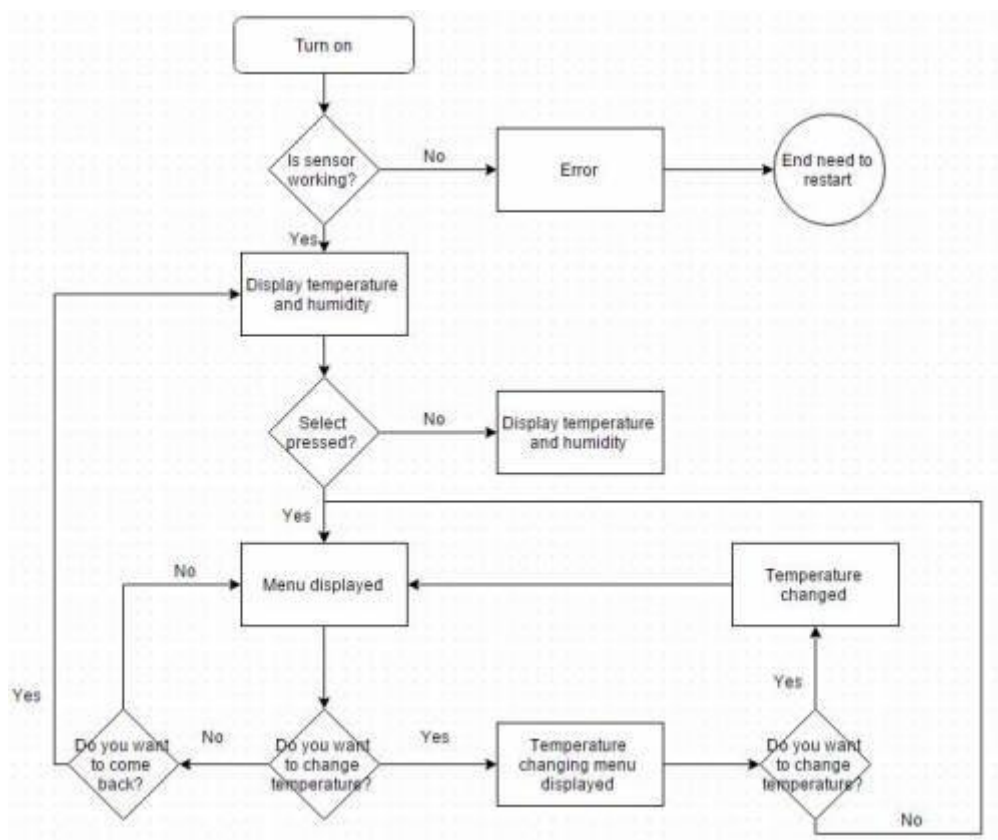 Turn on
Is sensor
working?
No
Error
End need to
restart
Yes
Display temperature
and humidity
Select
pressed?
No
Display temperature
and humidity
Yes
Menu displayed
No
Temperature
changed
Yes
Yes
Do you want
to come
back?
No
Do you want
to change
temperature?
Yes
Temperature
changing menu
displayed
Do you want
to change
temperature?
No